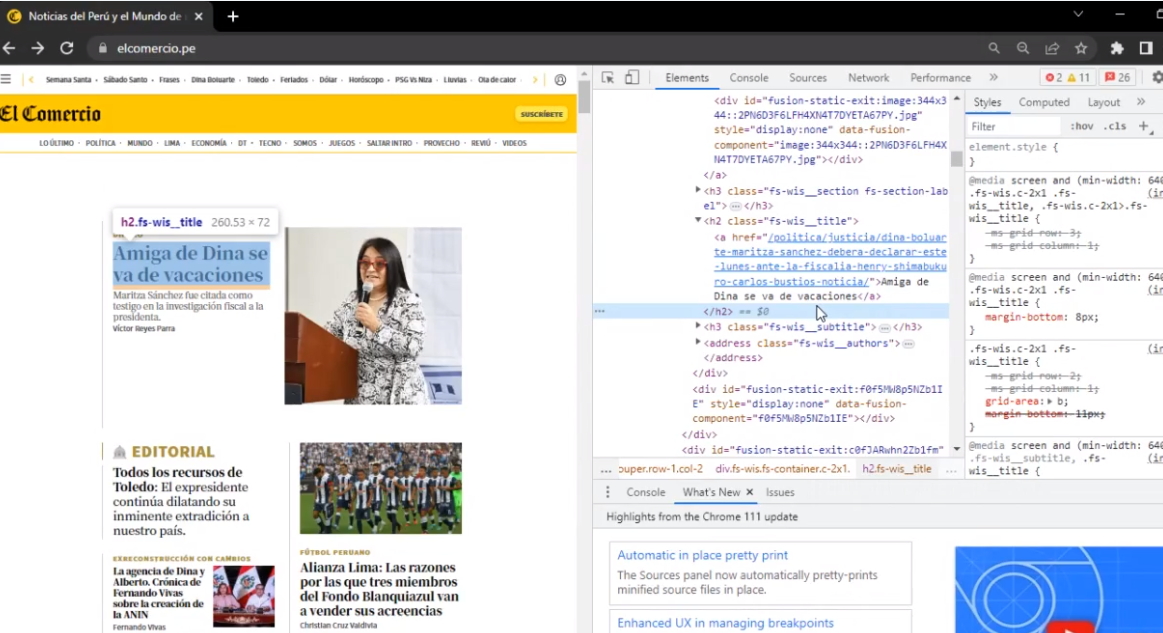 Noticias del Perú y el Mundo de
elcomercio.pe
Semana Santa • Sábado Santo • Frases • Dina Boluarte • Toledo • Feriados • Dólar • Horóscopo • PSG Vs Niza • Lluvias • Ola de calor
El Comercio
SUSCRÍBETE
LO ÚLTIMO • POLÍTICA • MUNDO • LIMA • ECONOMÍA • DT • TECNO • SOMOS • JUEGOS • SALTAR INTRO • PROVECHO • REVIÚ • VIDEOS
h2.fs-wis__title 260.53 × 72
Amiga de Dina se
va de vacaciones
Maritza Sánchez fue citada como
testigo en la investigación fiscal a la
presidenta.
Víctor Reyes Parra
EDITORIAL
Todos los recursos de
Toledo: El expresidente
continúa dilatando su
inminente extradición a
nuestro país.
EXRECONSTRUCCIÓN CON CAMBIOS
La agencia de Dina y
Alberto. Crónica de
Fernando Vivas
sobre la creación de
la ANIN
Fernando Vivas
FÚTBOL PERUANO
Alianza Lima: Las razones
por las que tres miembros
del Fondo Blanquiazul van
a vender sus acreencias
Christian Cruz Valdivia
Elements Console Sources Network Performance »
2 11 26
<div id="fusion-static-exit:image:344x3
44::2PN6D3F6LFH4XN4T7DYETA67PY.jpg"
style="display:none" data-fusion-
component="image:344x344::2PN6D3F6LFH4X
N4T7DYETA67PY.jpg"></div>
</a>
<h3 class="fs-wis__section fs-section-lab
el">…</h3>
<h2 class="fs-wis__title">
<a href="/politica/justicia/dina-boluar
te-maritza-sanchez-debera-declarar-este
-lunes-ante-la-fiscalia-henry-shimabuku
ro-carlos-bustios-noticia/">Amiga de
Dina se va de vacaciones</a>
</h2> == $0
<h3 class="fs-wis__subtitle">…</h3>
<address class="fs-wis__authors">…
</address>
</div>
<div id="fusion-static-exit:f0f5MW8p5NZb1I
E" style="display:none" data-fusion-
component="f0f5MW8p5NZb1IE"></div>
</div>
<div id="fusion-static-exit:c0fJARwhn2Zb1fm"
... ouper.row-1.col-2 div.fs-wis.fs-container.c-2x1. h2.fs-wis__title ...
Styles Computed Layout »
Filter :hov .cls +
element.style {
}
@media screen and (min-width: 640
.fs-wis.c-2x1 .fs- (in
wis__title, .fs-wis.c-2x1>.fs-
wis__title {
-ms-grid-row: 3;
-ms-grid-column: 1;
}
@media screen and (min-width: 640
.fs-wis.c-2x1 .fs- (in
wis__title {
margin-bottom: 8px;
}
.fs-wis.c-2x1 .fs- (in
wis__title {
-ms-grid-row: 2;
-ms-grid-column: 1;
grid-area: b;
margin-bottom: 11px;
}
@media screen and (min-width: 640
.fs-wis__subtitle, .fs- (in
wis__title {
Console What's New Issues
Highlights from the Chrome 111 update
Automatic in place pretty print
The Sources panel now automatically pretty-prints
minified source files in place.
Enhanced UX in managing breakpoints